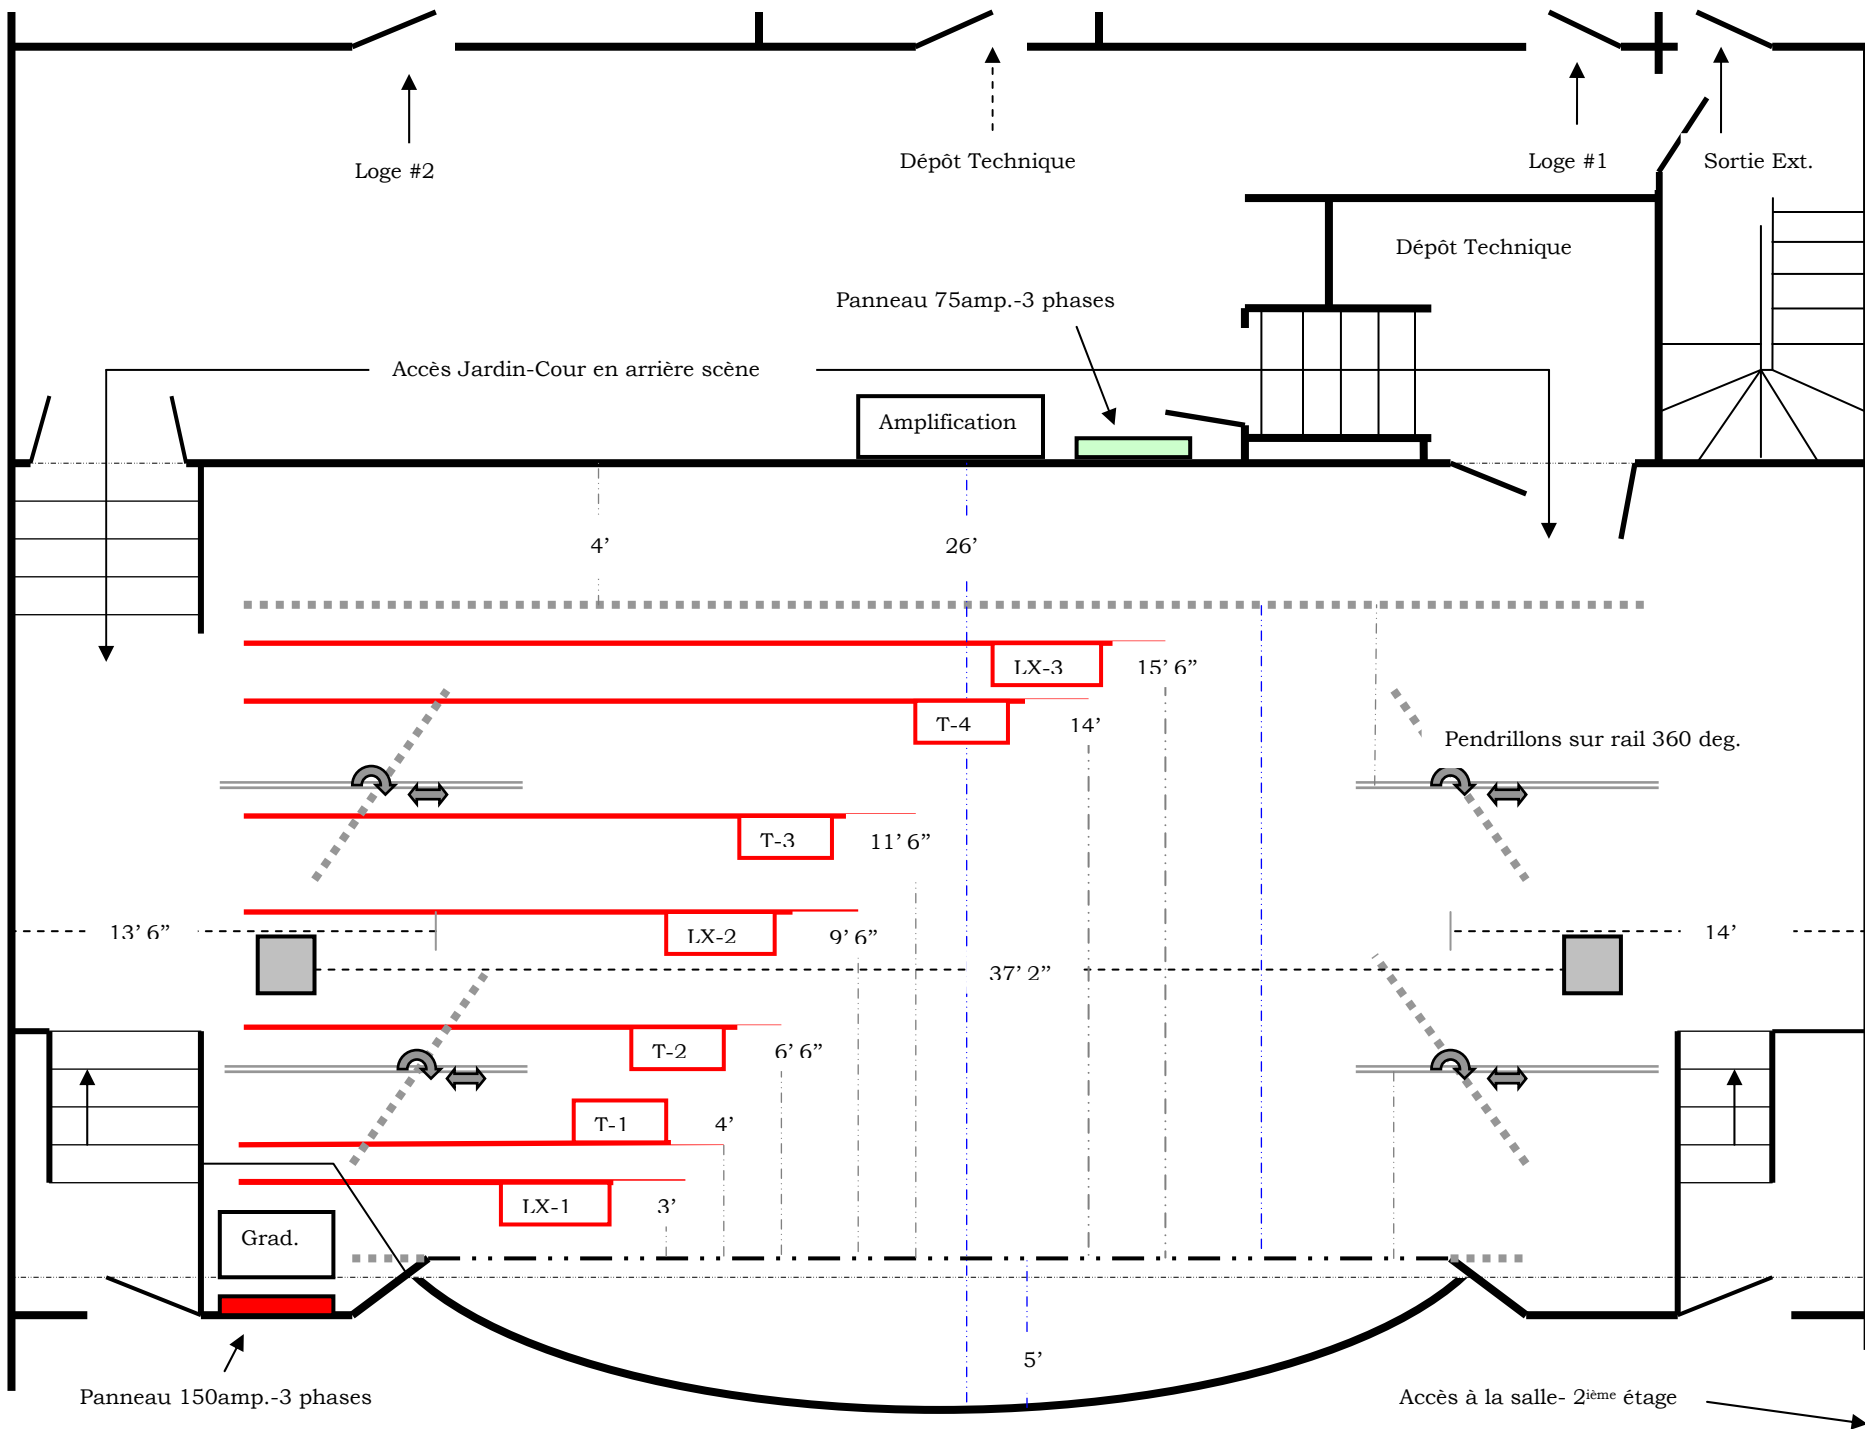 Loge #2
Dépôt Technique
Loge #1
Sortie Ext.
Dépôt Technique
Panneau 75amp.-3 phases
Accès Jardin-Cour en arrière scène
Amplification
4’
26’
LX-3
15’ 6”
T-4
14’
Pendrillons sur rail 360 deg.
T-3
11’ 6”
13’ 6”
LX-2
9’ 6”
14’
37’ 2”
T-2
6’ 6”
T-1
4’
LX-1
3’
Grad.
5’
Panneau 150amp.-3 phases
Accès à la salle- 2ième étage